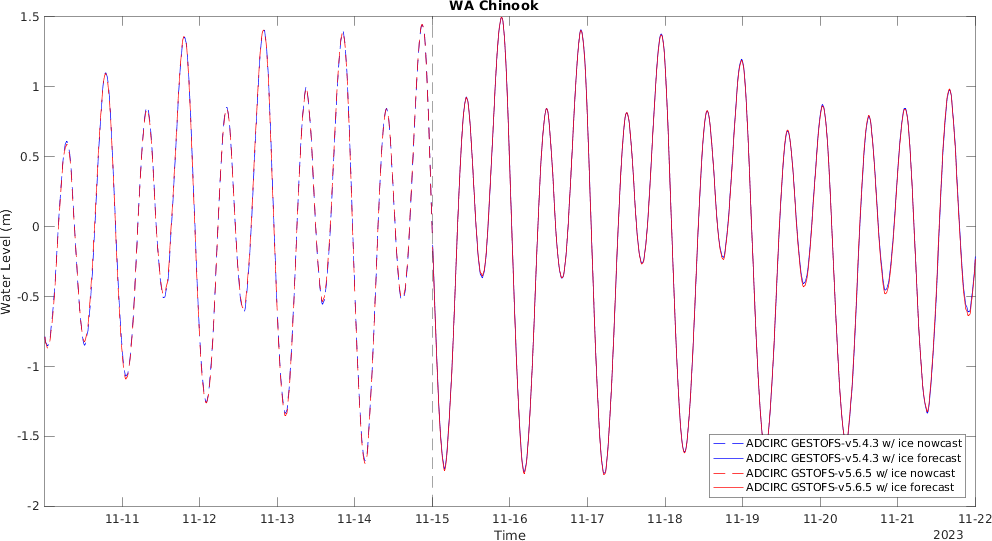 WA Chinook
1.5
1
0.5
0
-0.5
-1
-1.5
-2
Water Level (m)
11-11 11-12 11-13 11-14 11-15 11-16 11-17 11-18 11-19 11-20 11-21 11-22
Time
2023
ADCIRC GESTOFS-v5.4.3 w/ ice nowcast
ADCIRC GESTOFS-v5.4.3 w/ ice forecast
ADCIRC GSTOFS-v5.6.5 w/ ice nowcast
ADCIRC GSTOFS-v5.6.5 w/ ice forecast